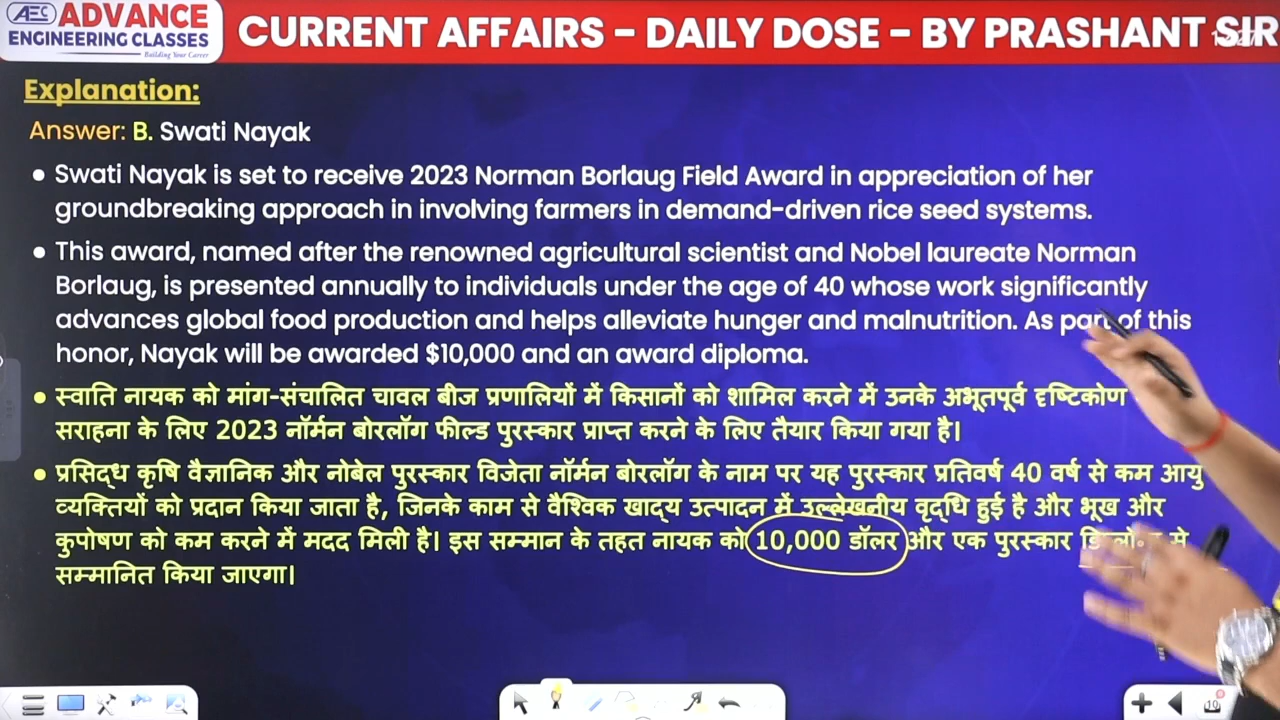 AEC ADVANCE
ENGINEERING CLASSES
Building Your Career
CURRENT AFFAIRS - DAILY DOSE - BY PRASHANT SIR
Explanation:
Answer: B. Swati Nayak
• Swati Nayak is set to receive 2023 Norman Borlaug Field Award in appreciation of her
groundbreaking approach in involving farmers in demand-driven rice seed systems.
• This award, named after the renowned agricultural scientist and Nobel laureate Norman
Borlaug, is presented annually to individuals under the age of 40 whose work significantly
advances global food production and helps alleviate hunger and malnutrition. As part of this
honor, Nayak will be awarded $10,000 and an award diploma.
• स्वाति नायक को मांग-संचालित चावल बीज प्रणालियों में किसानों को शामिल करने में उनके अभूतपूर्व दृष्टिकोण
सराहना के लिए 2023 नॉर्मन बोरलॉग फील्ड पुरस्कार प्राप्त करने के लिए तैयार किया गया है।
• प्रसिद्ध कृषि वैज्ञानिक और नोबेल पुरस्कार विजेता नॉर्मन बोरलॉग के नाम पर यह पुरस्कार प्रतिवर्ष 40 वर्ष से कम आयु
व्यक्तियों को प्रदान किया जाता है, जिनके काम से वैश्विक खाद्य उत्पादन में उल्लेखनीय वृद्धि हुई है और भूख और
कुपोषण को कम करने में मदद मिली है। इस सम्मान के तहत नायक को 10,000 डॉलर और एक पुरस्कार से
सम्मानित किया जाएगा।
10